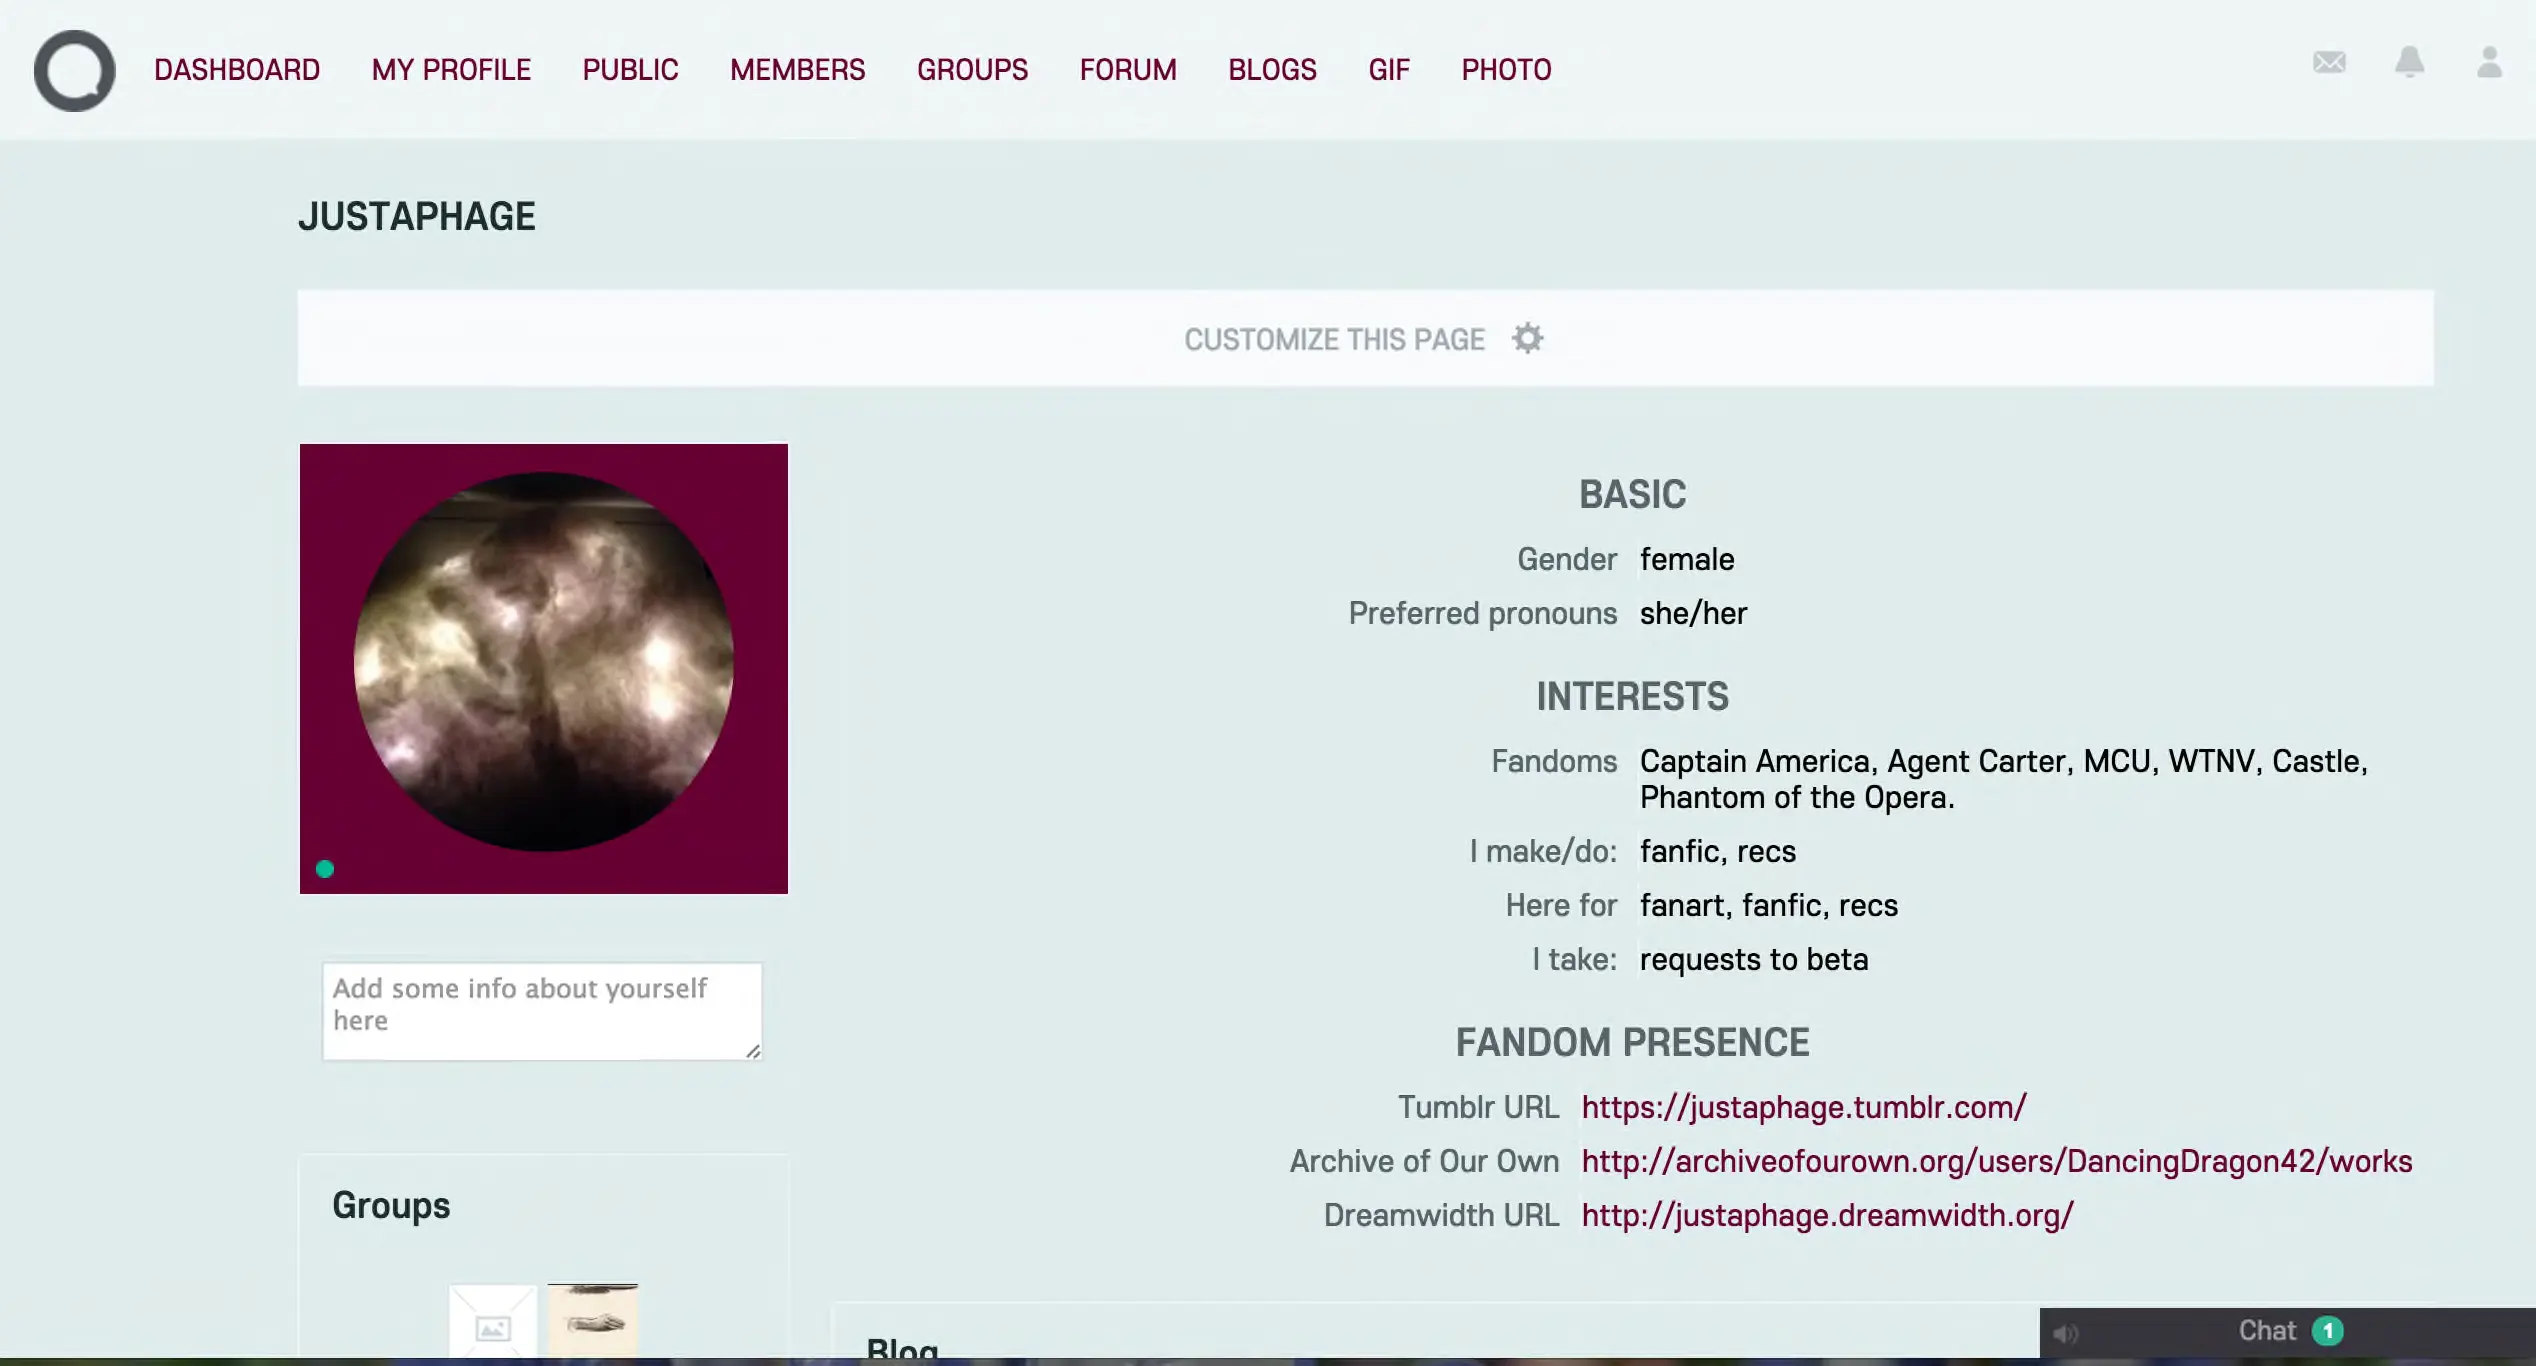 DASHBOARD MY PROFILE PUBLIC MEMBERS GROUPS FORUM BLOGS GIF PHOTO
JUSTAPHAGE
CUSTOMIZE THIS PAGE
BASIC
Gender female
Preferred pronouns she/her
INTERESTS
Fandoms Captain America, Agent Carter, MCU, WTNV, Castle,
Phantom of the Opera.
I make/do: fanfic, recs
Here for fanart, fanfic, recs
I take: requests to beta
FANDOM PRESENCE
Tumblr URL https://justaphage.tumblr.com/
Archive of Our Own http://archiveofourown.org/users/DancingDragon42/works
Dreamwidth URL http://justaphage.dreamwidth.org/
Add some info about yourself
here
Groups
Blog
Chat 1